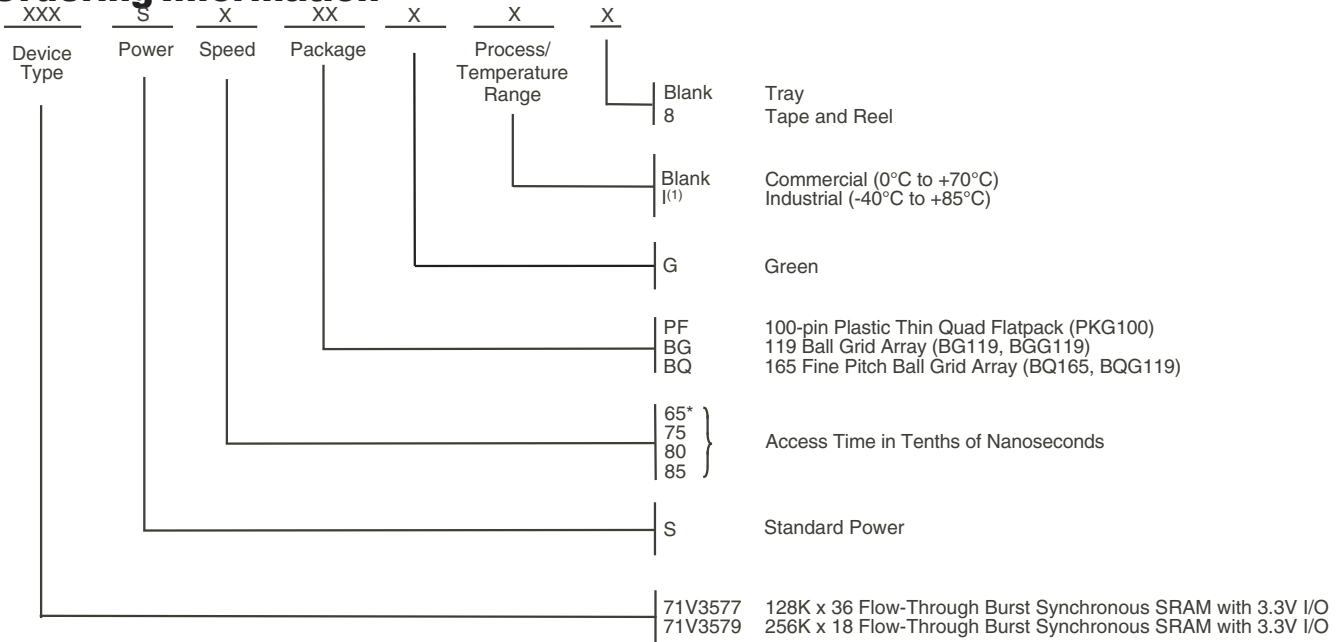 Ordering Information
XXX S X XX X X X
Device Type
Power
Speed
Package
Process/
Temperature
Range
Blank Tray
8 Tape and Reel
Blank Commercial (0°C to +70°C)
I(1) Industrial (-40°C to +85°C)
G Green
PF 100-pin Plastic Thin Quad Flatpack (PKG100)
BG 119 Ball Grid Array (BG119, BGG119)
BQ 165 Fine Pitch Ball Grid Array (BQ165, BQG119)
65*
75
80
85
Access Time in Tenths of Nanoseconds
S Standard Power
71V3577 128K x 36 Flow-Through Burst Synchronous SRAM with 3.3V I/O
71V3579 256K x 18 Flow-Through Burst Synchronous SRAM with 3.3V I/O